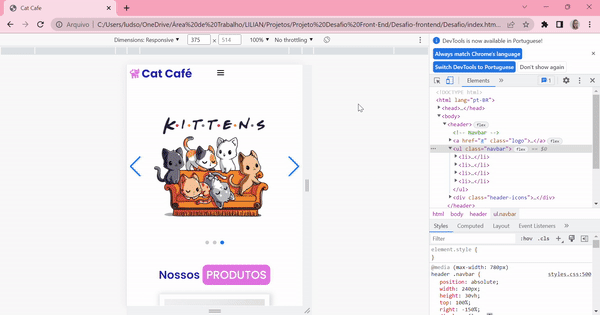 Cat Cafe
Arquivo | C:/Users/ludso/OneDrive/Área%20de%20Trabalho/LILIAN/Projetos/Projeto%20Desafio%20Front-End/Desafio-frontend/Desafio/index.htm...
Dimensions: Responsive
375
514
100%
No throttling
DevTools is now available in Portuguese!
Always match Chrome's language
Switch DevTools to Portuguese
Don't show again
Elements
1
<!DOCTYPE html>
<html lang="pt-BR">
<head>…</head>
<body>
<header> flex
<!-- Navbar -->
<a href="#" class="logo">…</a> flex
<ul class="navbar"> flex == $0
<li>…</li>
<li>…</li>
<li>…</li>
<li>…</li>
</ul>
<div class="header-icons">…</div>
</header>
html body header ul.navbar
Styles Computed Layout Event Listeners
Filter
:hov .cls
element.style {
}
@media (max-width: 780px)
header .navbar {
styles.css:500
position: absolute;
width: 240px;
height: 30vh;
top: 100%;
right: -150%;
Cat Café
K·I·T·T·E·N·S
Nossos PRODUTOS